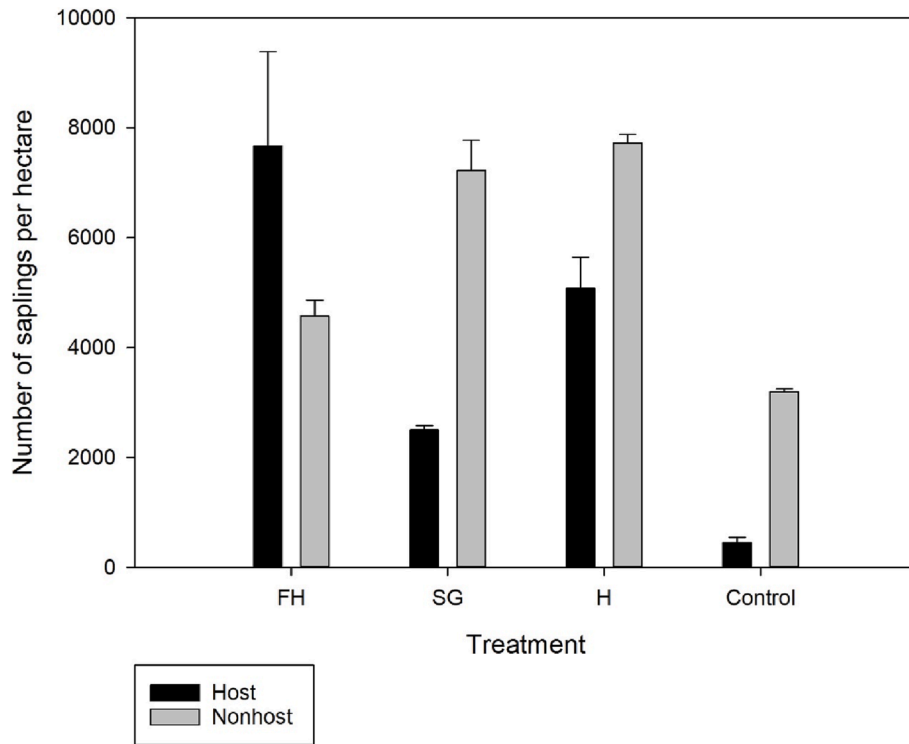 10000
8000
6000
4000
2000
0
Number of saplings per hectare
FH SG H Control
Treatment
Host
Nonhost